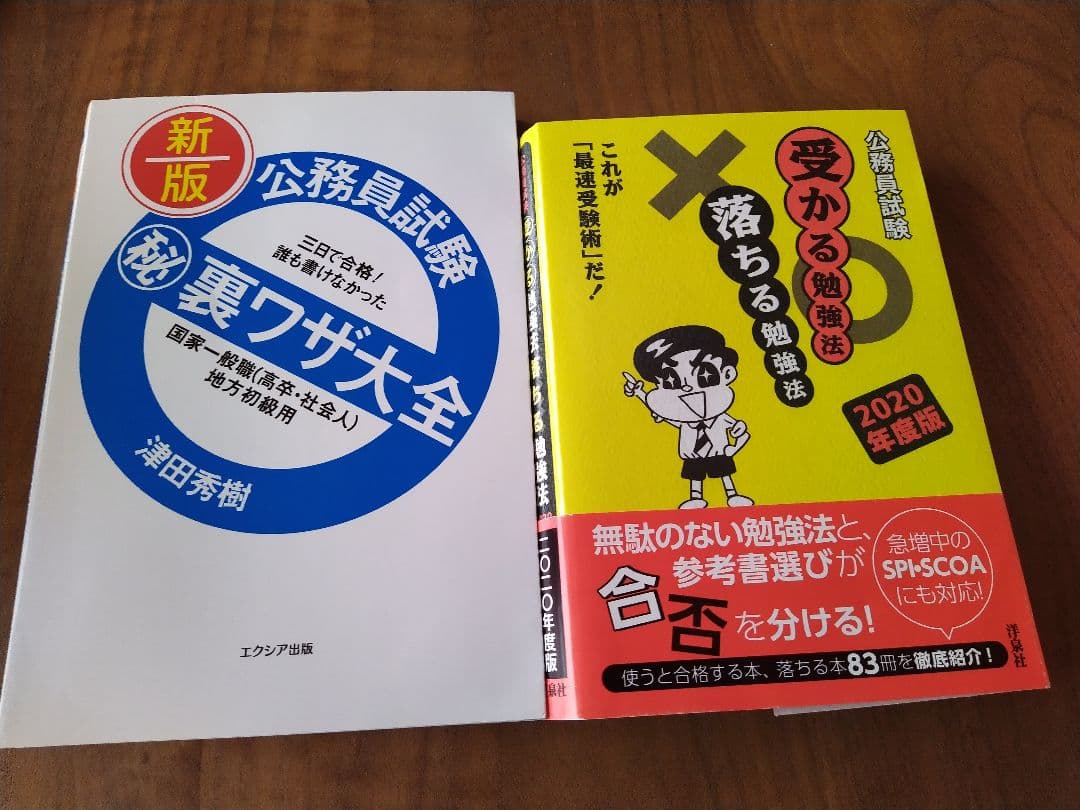 新版
公務員試験
三日で合格！
誰も書けなかった
㊙裏ワザ大全
国家一般職（高卒・社会人）
地方初級用
津田秀樹
エクシア出版
二〇二〇年度版
洋泉社
公務員試験
受かる勉強法
落ちる勉強法
これが
「最速受験術」だ！
2020
年度版
無駄のない勉強法と、
参考書選びが
合否を分ける！
急増中の
SPI・SCOA
にも対応！
使うと合格する本、落ちる本83冊を徹底紹介！
洋泉社